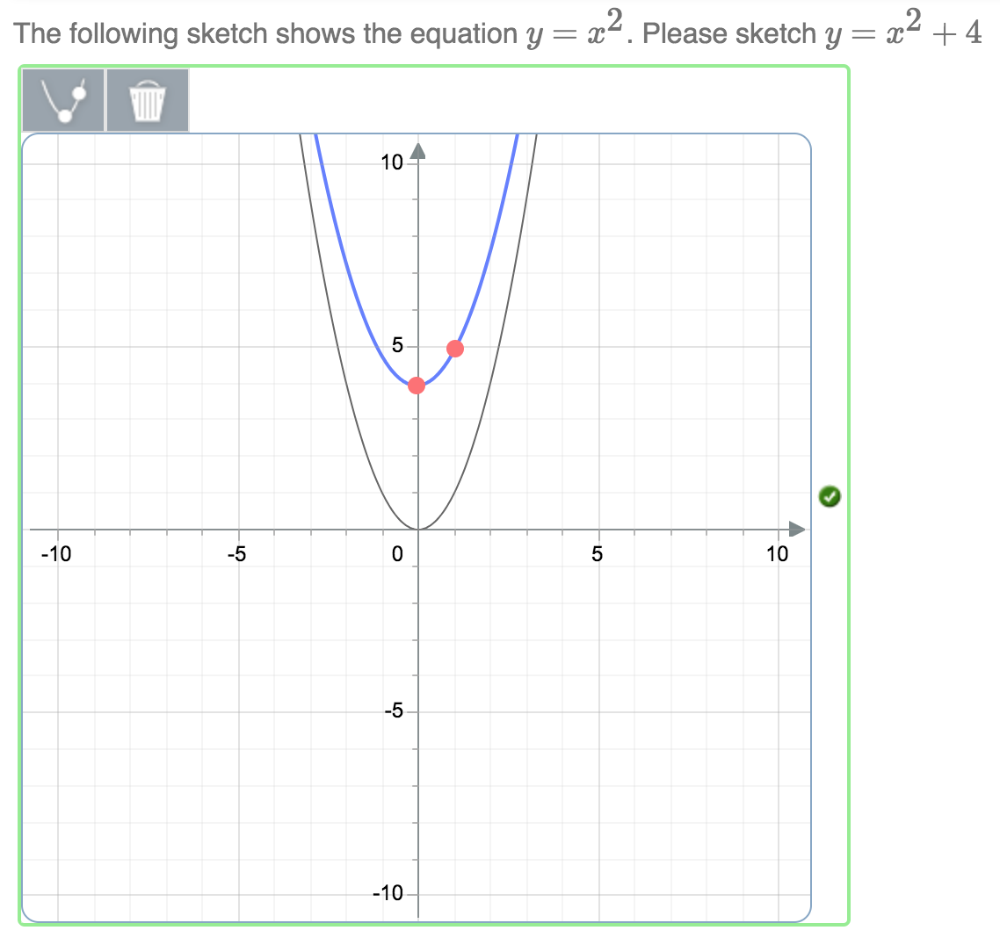 The following sketch shows the equation y = x². Please sketch y = x² + 4
10
5
-10 -5 0 5 10
-5
-10